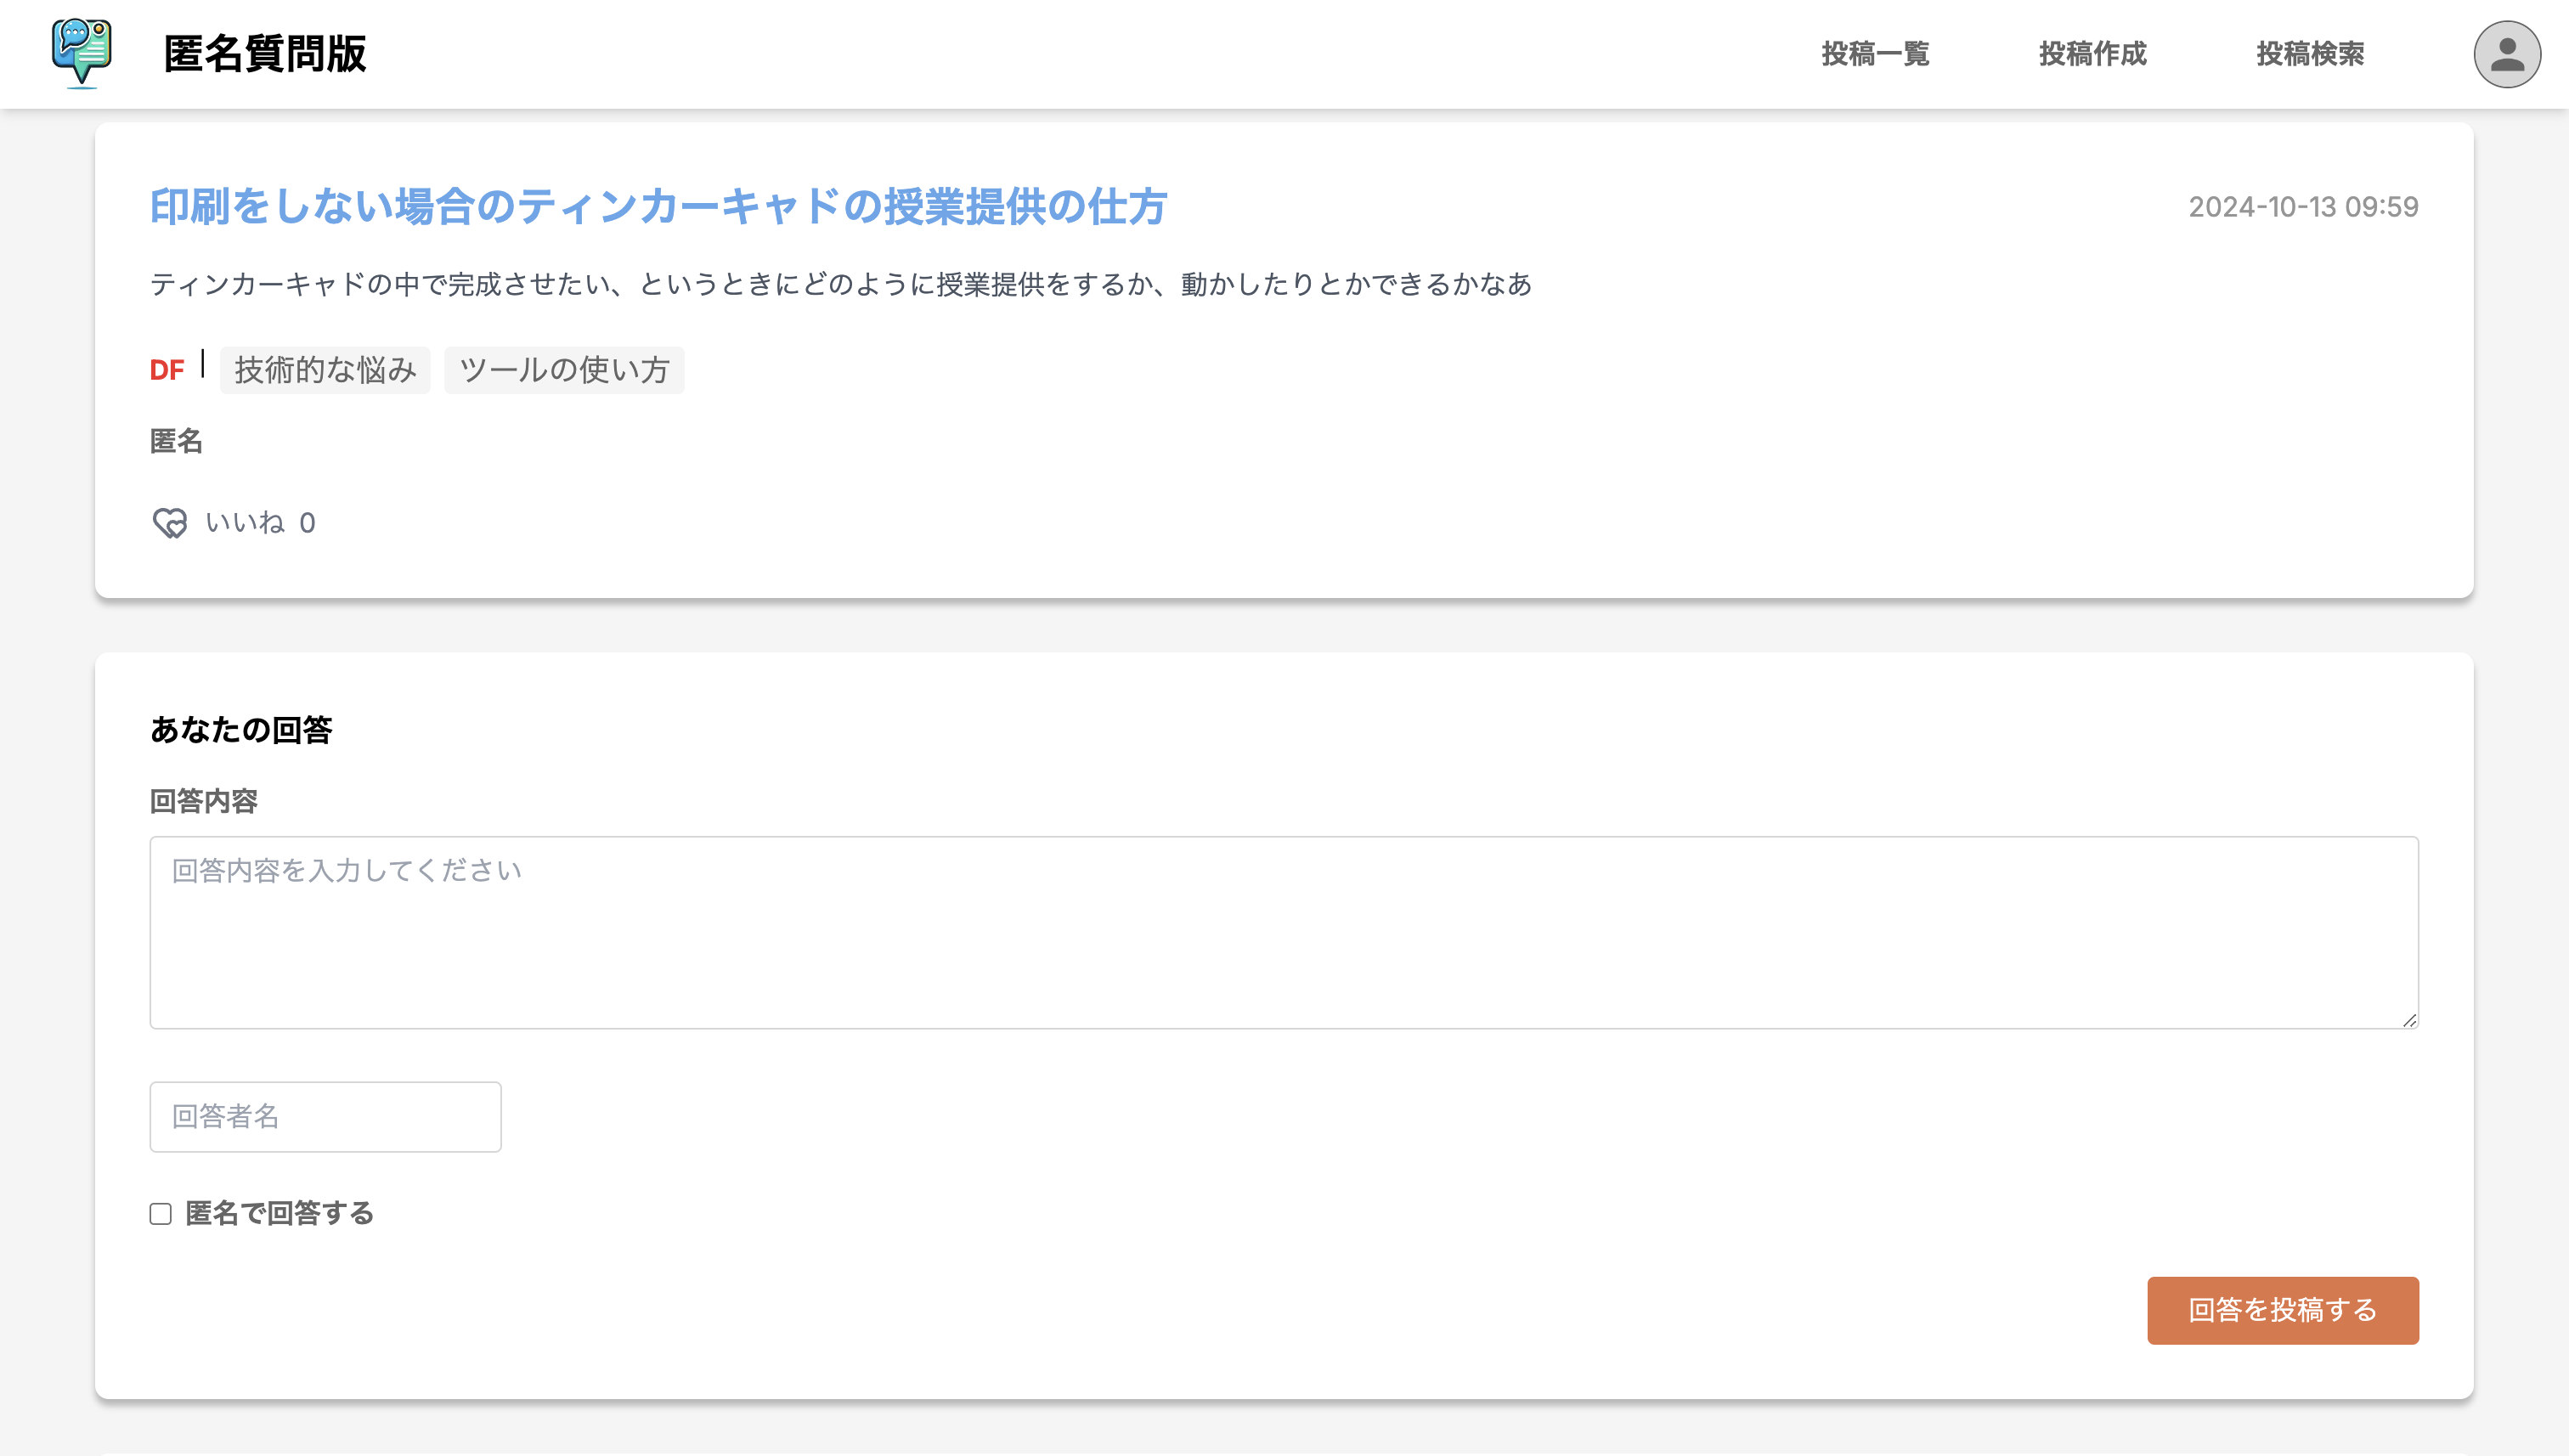 匿名質問版
投稿一覧
投稿作成
投稿検索
印刷をしない場合のティンカーキャドの授業提供の仕方
2024-10-13 09:59
ティンカーキャドの中で完成させたい、というときにどのように授業提供をするか、動かしたりとかできるかなあ
DF | 技術的な悩み ツールの使い方
匿名
いいね 0
あなたの回答
回答内容
回答内容を入力してください
回答者名
匿名で回答する
回答を投稿する